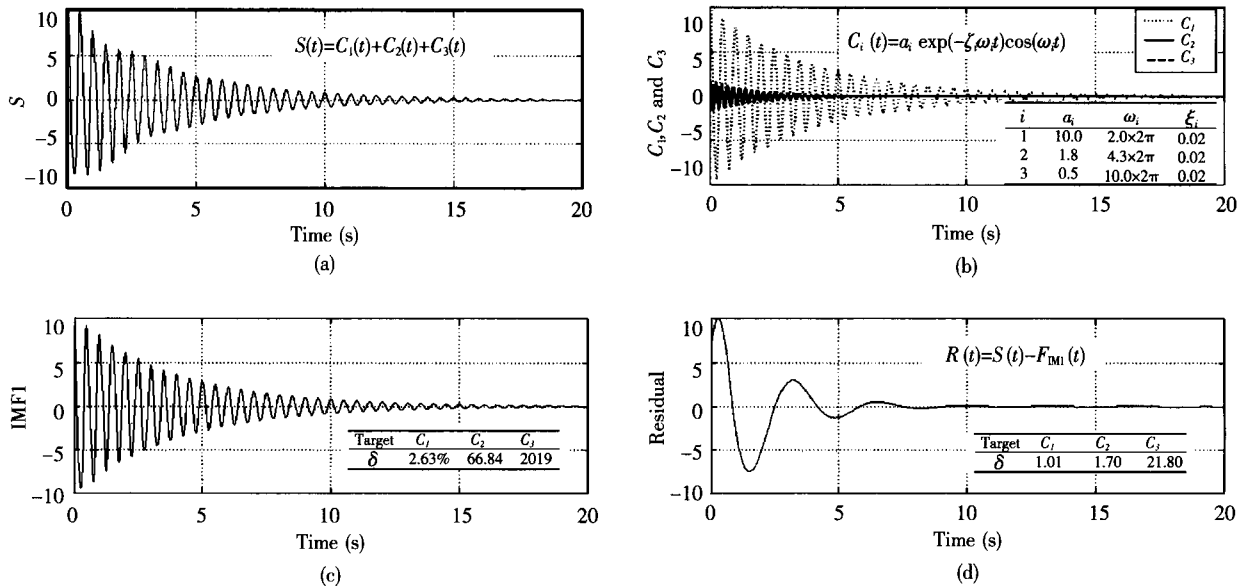 10
5
0
−5
−10
S
S(t)=C₁(t)+C₂(t)+C₃(t)
0 5 10 15 20
Time (s)
(a)
10
5
0
−5
−10
C₁,C₂ and C₃
Cᵢ (t)=aᵢ exp(−ζᵢωᵢt)cos(ωᵢt)
C₁
C₂
C₃
i aᵢ ωᵢ ξᵢ
1 10.0 2.0×2π 0.02
2 1.8 4.3×2π 0.02
3 0.5 10.0×2π 0.02
0 5 10 15 20
Time (s)
(b)
10
5
0
−5
−10
IMF1
Target C₁ C₂ C₃
δ 2.63% 66.84 2019
0 5 10 15 20
Time (s)
(c)
10
5
0
−5
−10
Residual
R (t)=S (t)−F_IM1 (t)
Target C₁ C₂ C₃
δ 1.01 1.70 21.80
0 5 10 15 20
Time (s)
(d)